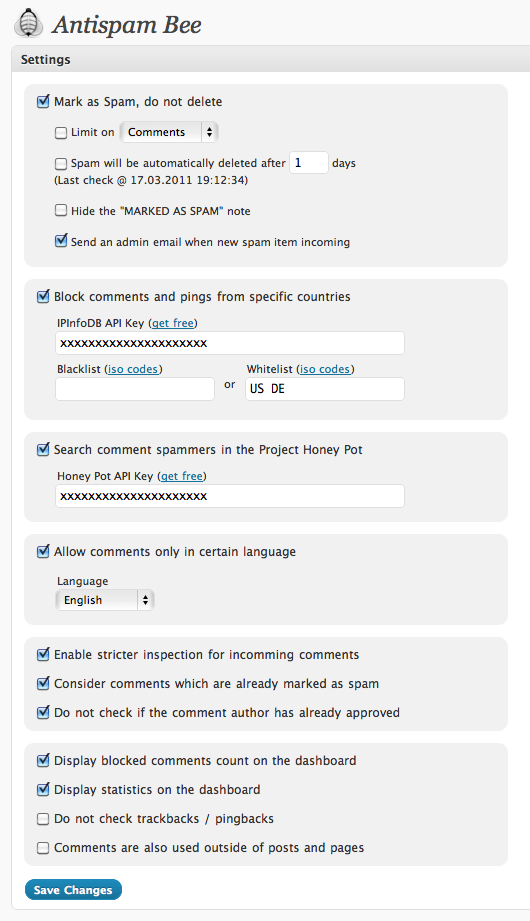 Antispam Bee
Settings
Mark as Spam, do not delete
Limit on Comments
Spam will be automatically deleted after 1 days
(Last check @ 17.03.2011 19:12:34)
Hide the "MARKED AS SPAM" note
Send an admin email when new spam item incoming
Block comments and pings from specific countries
IPInfoDB API Key (get free)
xxxxxxxxxxxxxxxxxxxxx
Blacklist (iso codes) Whitelist (iso codes)
or US DE
Search comment spammers in the Project Honey Pot
Honey Pot API Key (get free)
xxxxxxxxxxxxxxxxxxxxx
Allow comments only in certain language
Language
English
Enable stricter inspection for incomming comments
Consider comments which are already marked as spam
Do not check if the comment author has already approved
Display blocked comments count on the dashboard
Display statistics on the dashboard
Do not check trackbacks / pingbacks
Comments are also used outside of posts and pages
Save Changes